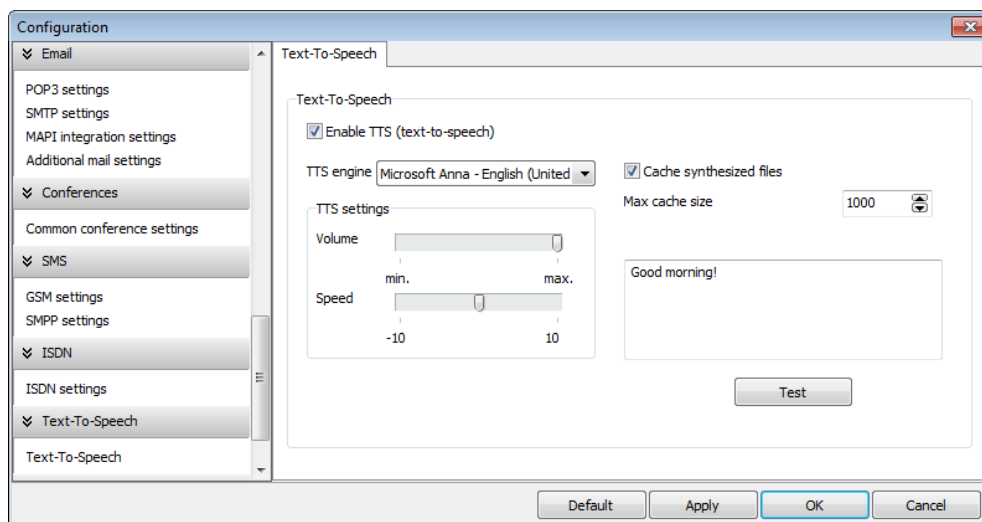 Configuration
Email
POP3 settings
SMTP settings
MAPI integration settings
Additional mail settings
Conferences
Common conference settings
SMS
GSM settings
SMPP settings
ISDN
ISDN settings
Text-To-Speech
Text-To-Speech
Text-To-Speech
Text-To-Speech
Enable TTS (text-to-speech)
TTS engine Microsoft Anna - English (United
TTS settings
Volume
min. max.
Speed
-10 10
Cache synthesized files
Max cache size 1000
Good morning!
Test
Default Apply OK Cancel